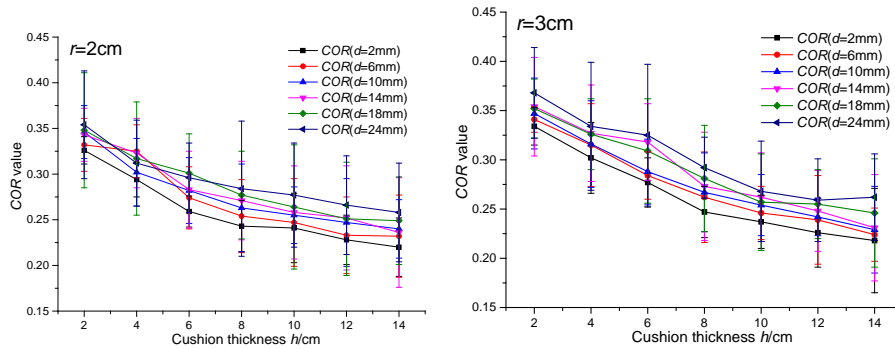 r=2cm
COR(d=2mm)
COR(d=6mm)
COR(d=10mm)
COR(d=14mm)
COR(d=18mm)
COR(d=24mm)
0.45
0.40
0.35
0.30
0.25
0.20
0.15
COR value
2 4 6 8 10 12 14
Cushion thickness h/cm
r=3cm
COR(d=2mm)
COR(d=6mm)
COR(d=10mm)
COR(d=14mm)
COR(d=18mm)
COR(d=24mm)
0.45
0.40
0.35
0.30
0.25
0.20
0.15
COR value
2 4 6 8 10 12 14
Cushion thickness h/cm